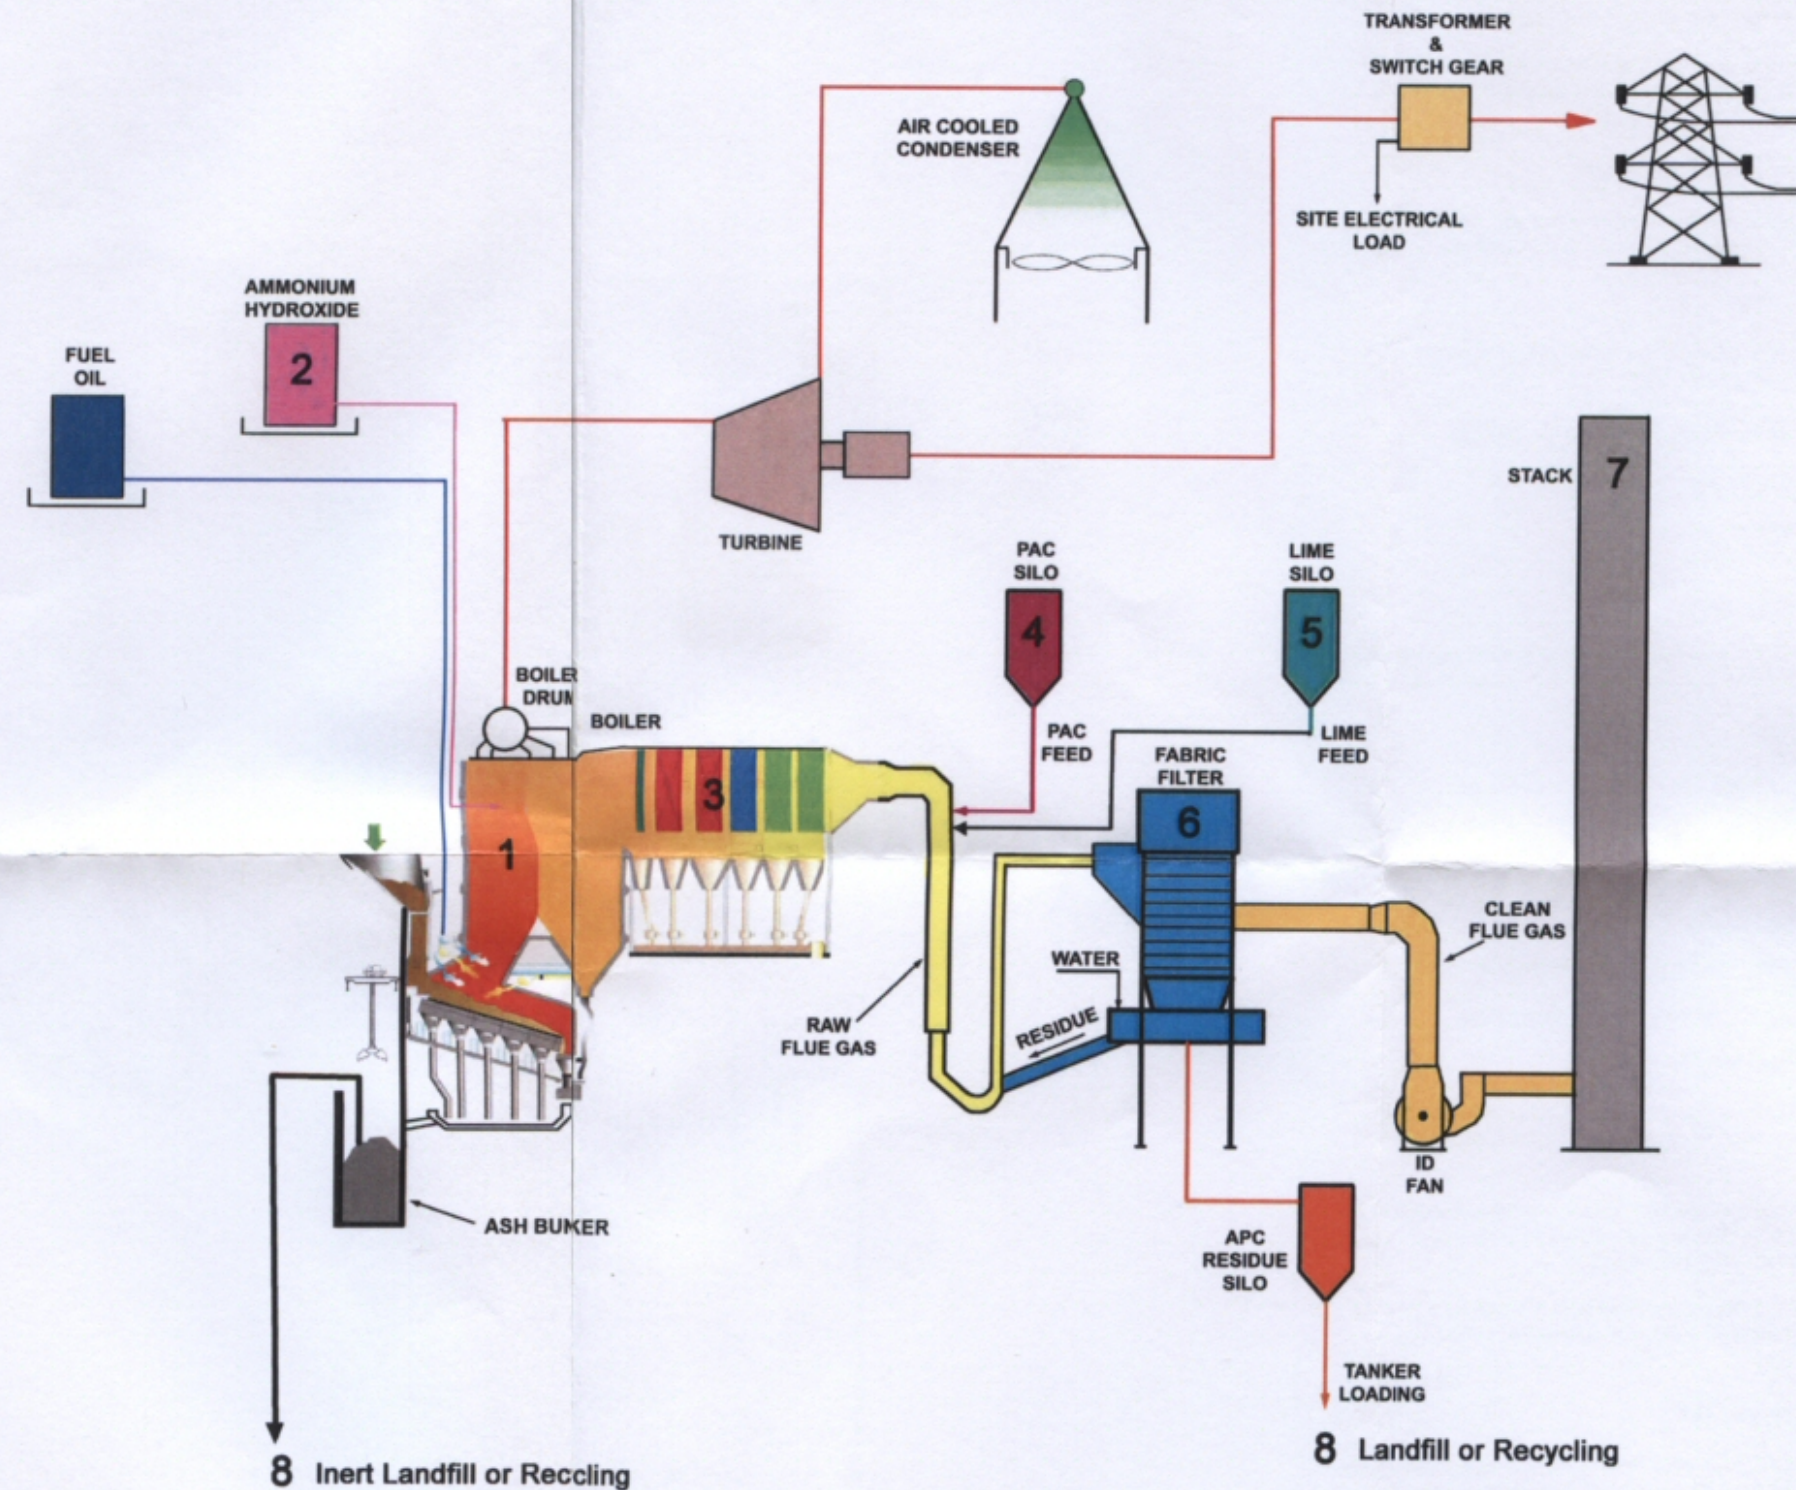 TRANSFORMER
&
SWITCH GEAR
AIR COOLED
CONDENSER
SITE ELECTRICAL
LOAD
AMMONIUM
HYDROXIDE
2
FUEL
OIL
STACK
7
TURBINE
PAC
SILO
4
LIME
SILO
5
BOILER
DRUM
BOILER
PAC
FEED
LIME
FEED
FABRIC
FILTER
3
6
1
CLEAN
FLUE GAS
WATER
RESIDUE
RAW
FLUE GAS
ID
FAN
ASH BUNKER
APC
RESIDUE
SILO
TANKER
LOADING
8 Landfill or Recycling
8 Inert Landfill or Reccling